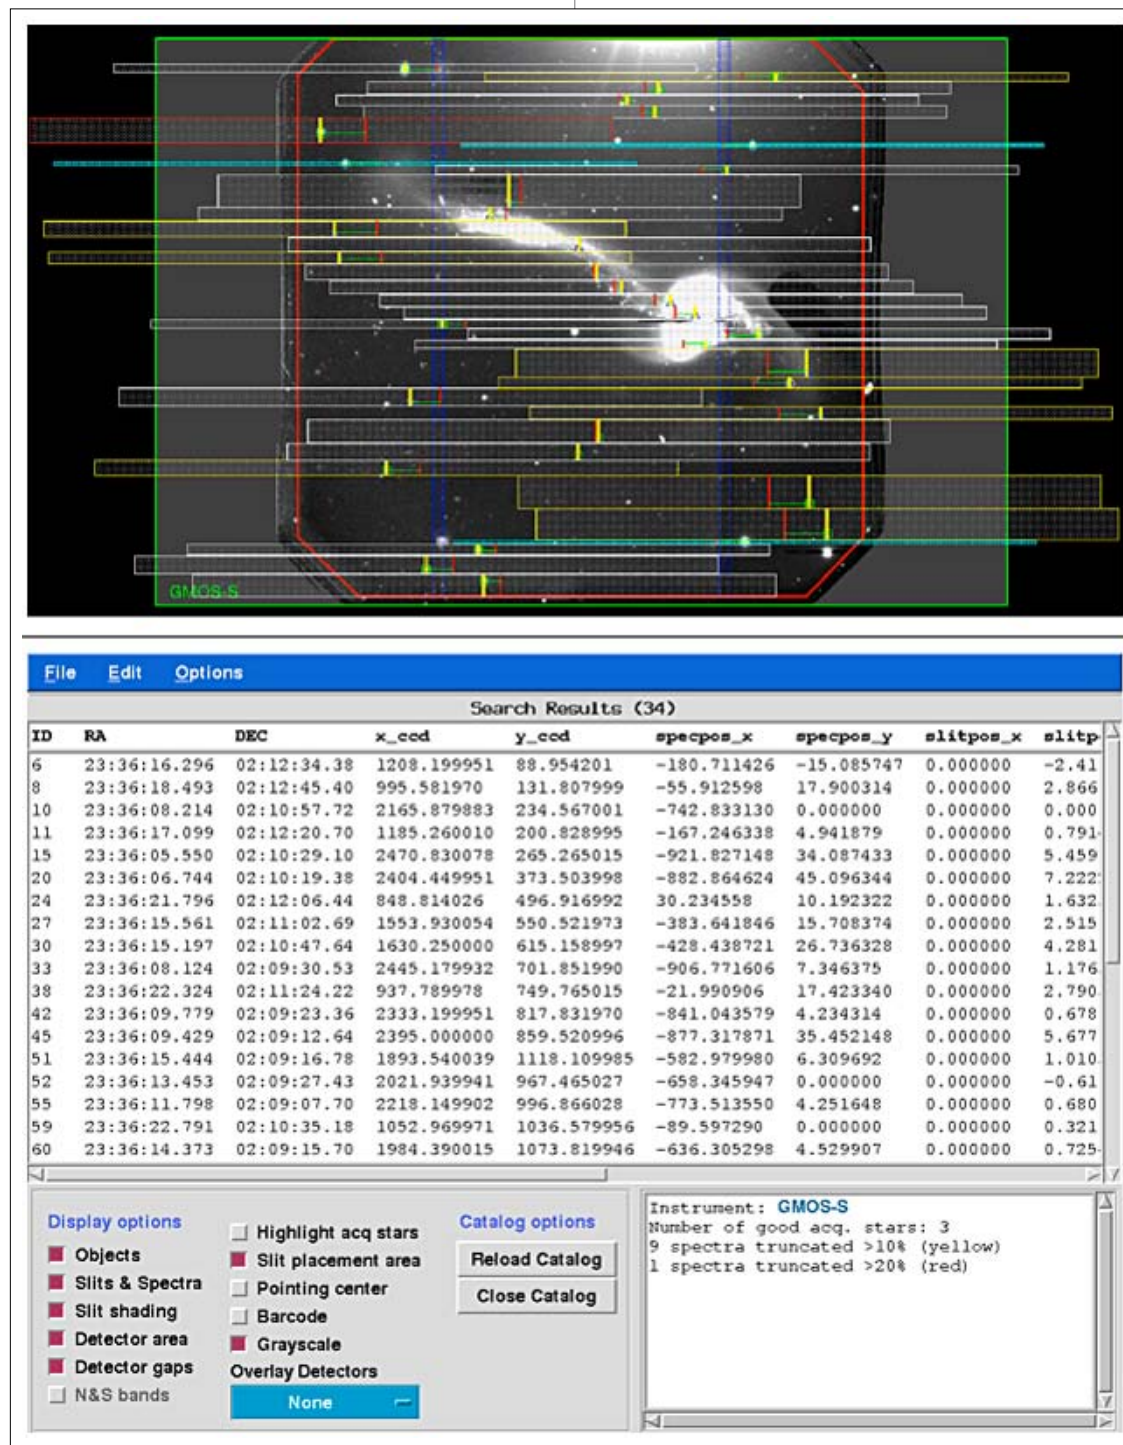 GMOS-S
File Edit Options
Search Results (34)
ID RA DEC x_ccd y_ccd specpos_x specpos_y slitpos_x slitp
6 23:36:16.296 02:12:34.38 1208.199951 88.954201 -180.711426 -15.085747 0.000000 -2.41
8 23:36:18.493 02:12:45.40 995.581970 131.807999 -55.912598 17.900314 0.000000 2.866
10 23:36:08.214 02:10:57.72 2165.879883 234.567001 -742.833130 0.000000 0.000000 0.000
11 23:36:17.099 02:12:20.70 1185.260010 200.828995 -167.246338 4.941879 0.000000 0.791
15 23:36:05.550 02:10:29.10 2470.830078 265.265015 -921.827148 34.087433 0.000000 5.459
20 23:36:06.744 02:10:19.38 2404.449951 373.503998 -882.864624 45.096344 0.000000 7.222
24 23:36:21.796 02:12:06.44 848.814026 496.916992 30.234558 10.192322 0.000000 1.632
27 23:36:15.561 02:11:02.69 1553.930054 550.521973 -383.641846 15.708374 0.000000 2.515
30 23:36:15.197 02:10:47.64 1630.250000 615.158997 -428.438721 26.736328 0.000000 4.281
33 23:36:08.124 02:09:30.53 2445.179932 701.851990 -906.771606 7.346375 0.000000 1.176
38 23:36:22.324 02:11:24.22 937.789978 749.765015 -21.990906 17.423340 0.000000 2.790
42 23:36:09.779 02:09:23.36 2333.199951 817.831970 -841.043579 4.234314 0.000000 0.678
45 23:36:09.429 02:09:12.64 2395.000000 859.520996 -877.317871 35.452148 0.000000 5.677
51 23:36:15.444 02:09:16.78 1893.540039 1118.109985 -582.979980 6.309692 0.000000 1.010
52 23:36:13.453 02:09:27.43 2021.939941 967.465027 -658.345947 0.000000 0.000000 -0.61
55 23:36:11.798 02:09:07.70 2218.149902 996.866028 -773.513550 4.251648 0.000000 0.680
59 23:36:22.791 02:10:35.18 1052.969971 1036.579956 -89.597290 0.000000 0.000000 0.321
60 23:36:14.373 02:09:15.70 1984.390015 1073.819946 -636.305298 4.529907 0.000000 0.725
Display options
Objects
Slits & Spectra
Slit shading
Detector area
Detector gaps
N&S bands
Highlight acq stars
Slit placement area
Pointing center
Barcode
Grayscale
Overlay Detectors
None
Catalog options
Reload Catalog
Close Catalog
Instrument: GMOS-S
Number of good acq. stars: 3
9 spectra truncated >10% (yellow)
1 spectra truncated >20% (red)